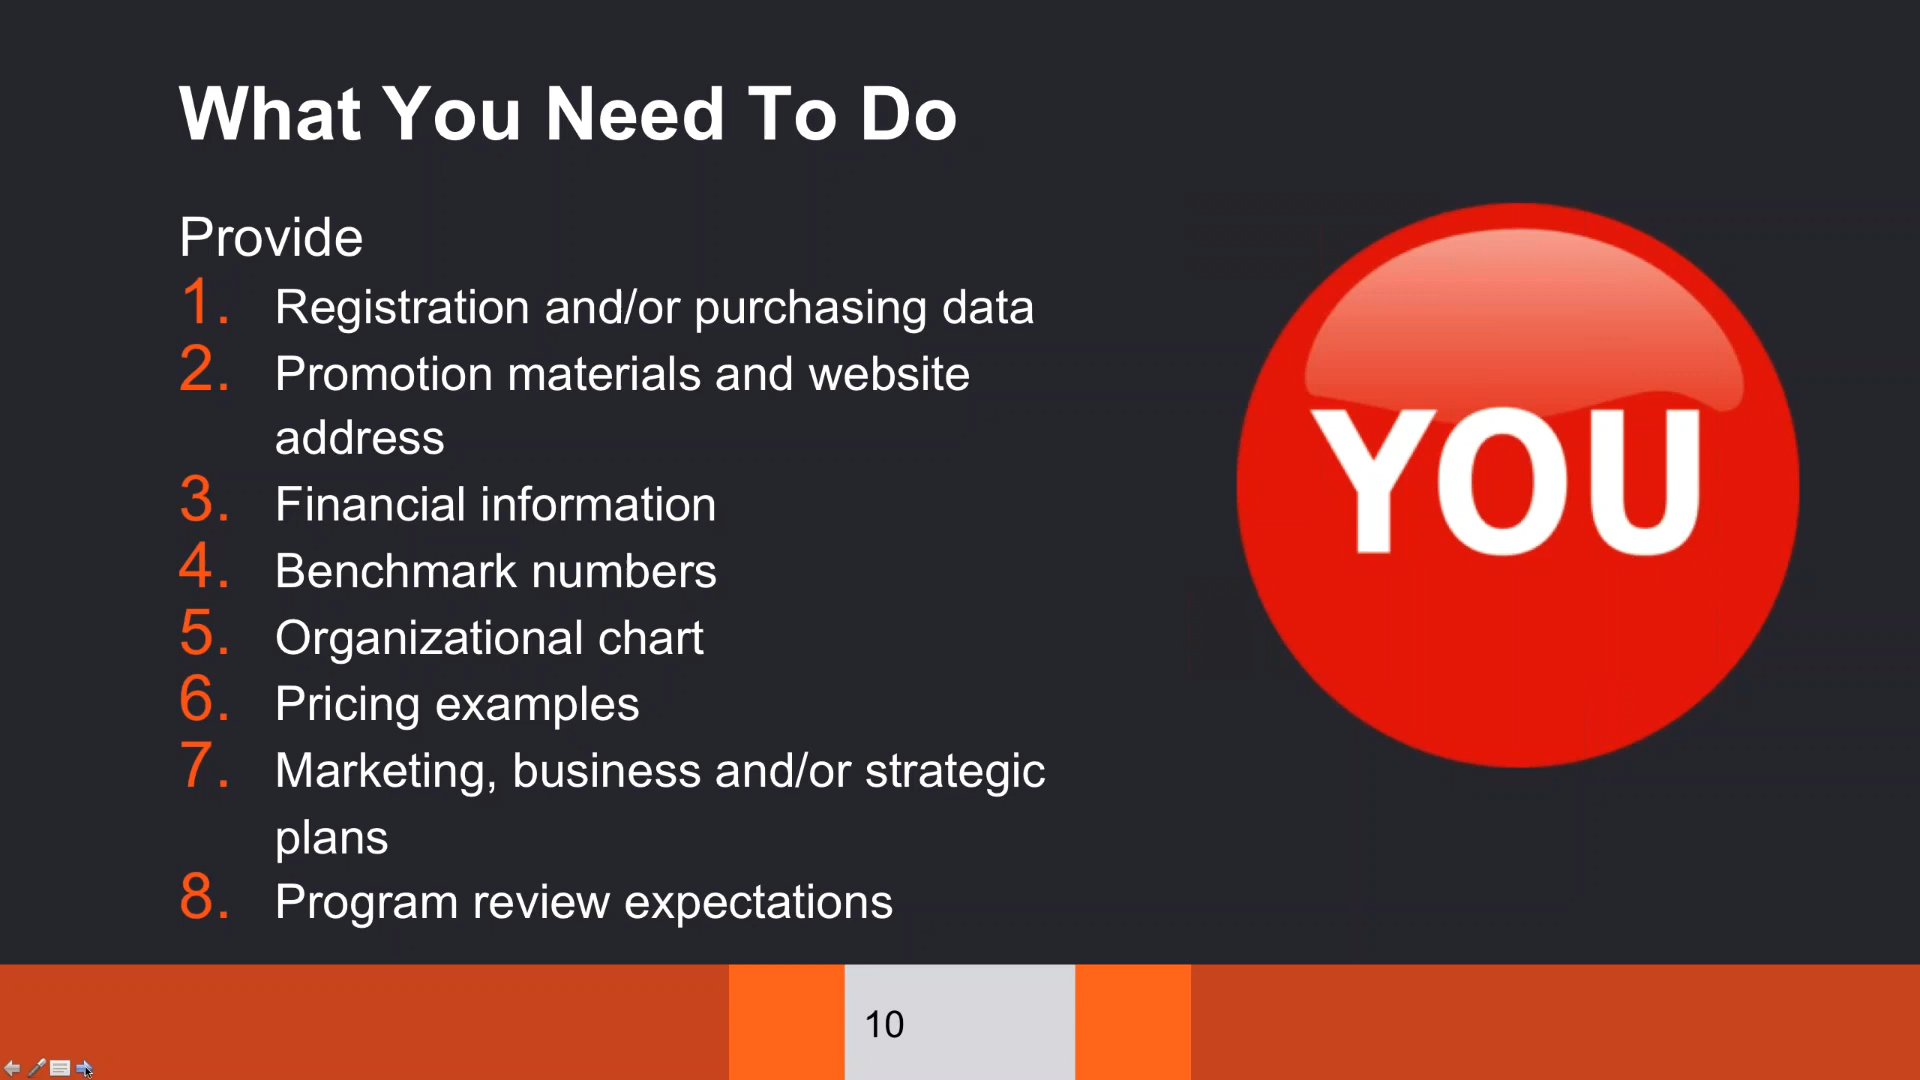 What You Need To Do
Provide
1. Registration and/or purchasing data
2. Promotion materials and website
address
3. Financial information
4. Benchmark numbers
5. Organizational chart
6. Pricing examples
7. Marketing, business and/or strategic
plans
8. Program review expectations
YOU
10